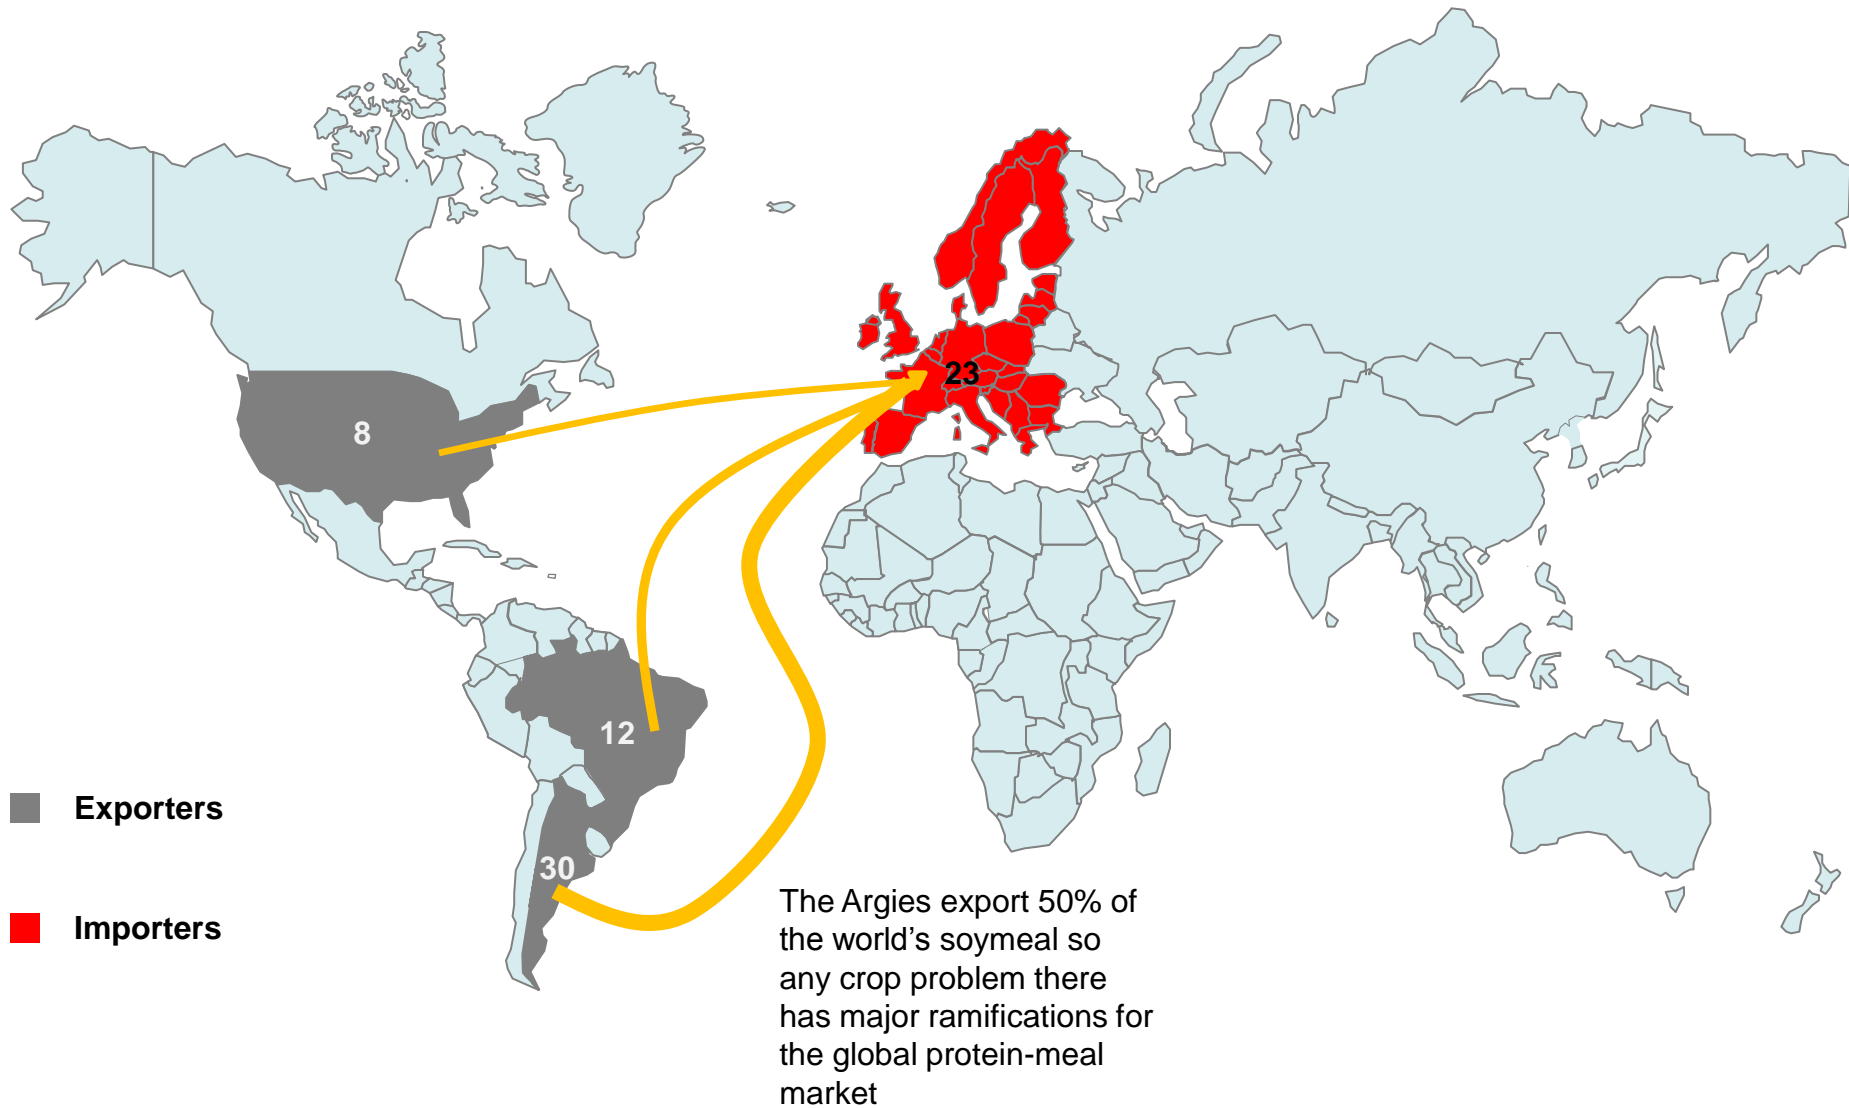 23
8
12
30
Exporters
Importers
The Argies export 50% of
the world’s soymeal so
any crop problem there
has major ramifications for
the global protein-meal
market